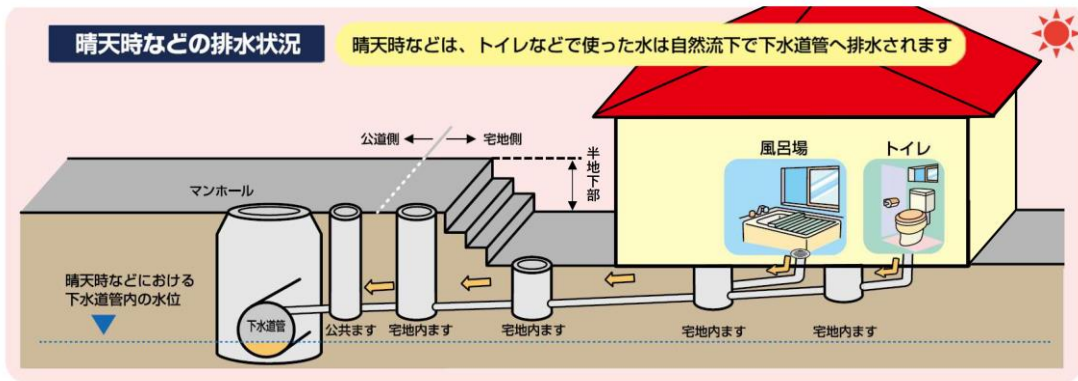 晴天時などの排水状況
晴天時などは、トイレなどで使った水は自然流下で下水道管へ排水されます
公道側
宅地側
半地下部
風呂場
トイレ
マンホール
晴天時などにおける
下水道管内の水位
下水道管
公共ます
宅地内ます
宅地内ます
宅地内ます
宅地内ます